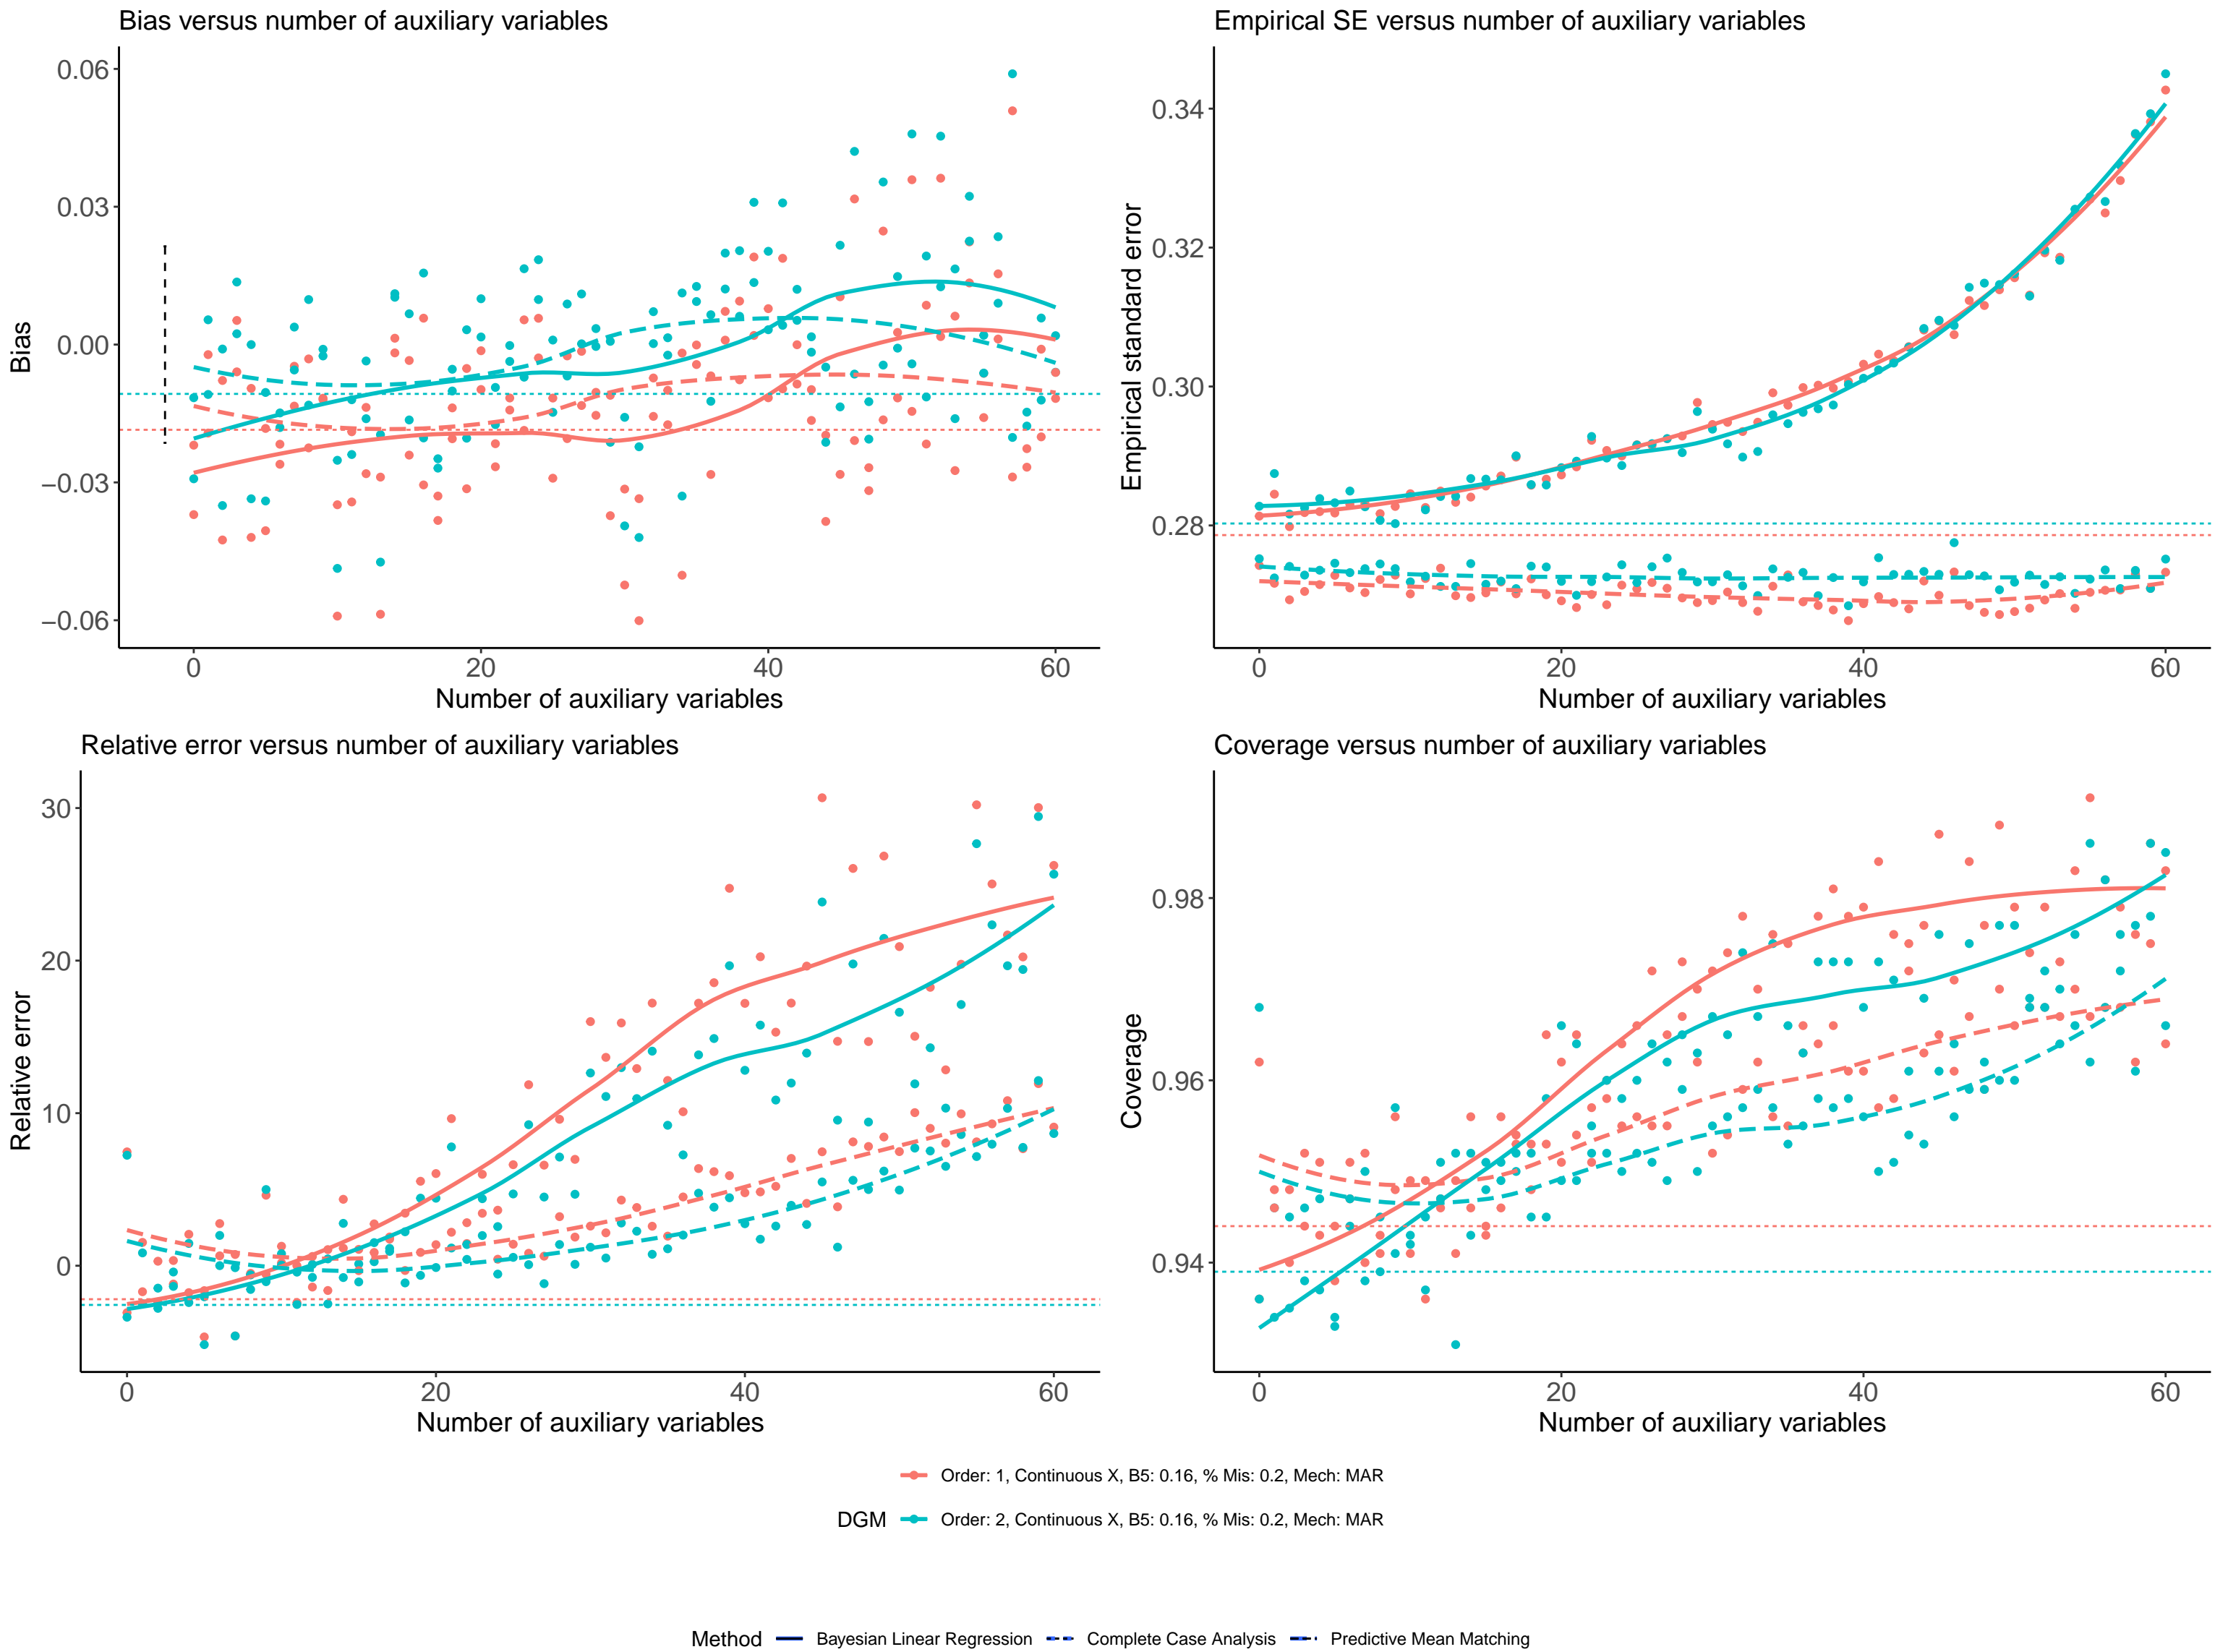 Bias versus number of auxiliary variables
0.06
0.03
0.00
−0.03
−0.06
Bias
0 20 40 60
Number of auxiliary variables
Empirical SE versus number of auxiliary variables
0.34
0.32
0.30
0.28
Empirical standard error
0 20 40 60
Number of auxiliary variables
Relative error versus number of auxiliary variables
30
20
10
0
Relative error
0 20 40 60
Number of auxiliary variables
Coverage versus number of auxiliary variables
0.98
0.96
0.94
Coverage
0 20 40 60
Number of auxiliary variables
Order: 1, Continuous X, B5: 0.16, % Mis: 0.2, Mech: MAR
DGM Order: 2, Continuous X, B5: 0.16, % Mis: 0.2, Mech: MAR
Method Bayesian Linear Regression Complete Case Analysis Predictive Mean Matching